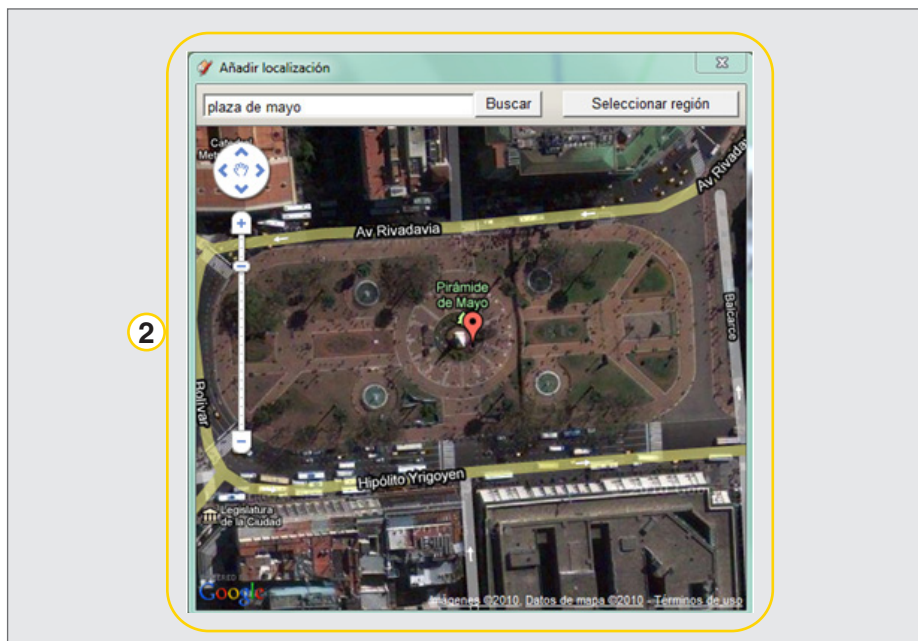 Añadir localización
plaza de mayo
Buscar
Seleccionar región
Av Rivadavia
Av Rivadav
Pirámide
de Mayo
Balcarce
2
Bolívar
Hipólito Yrigoyen
Legislatura
de la Ciudad
Google
Imágenes ©2010, Datos de mapa ©2010 - Términos de uso